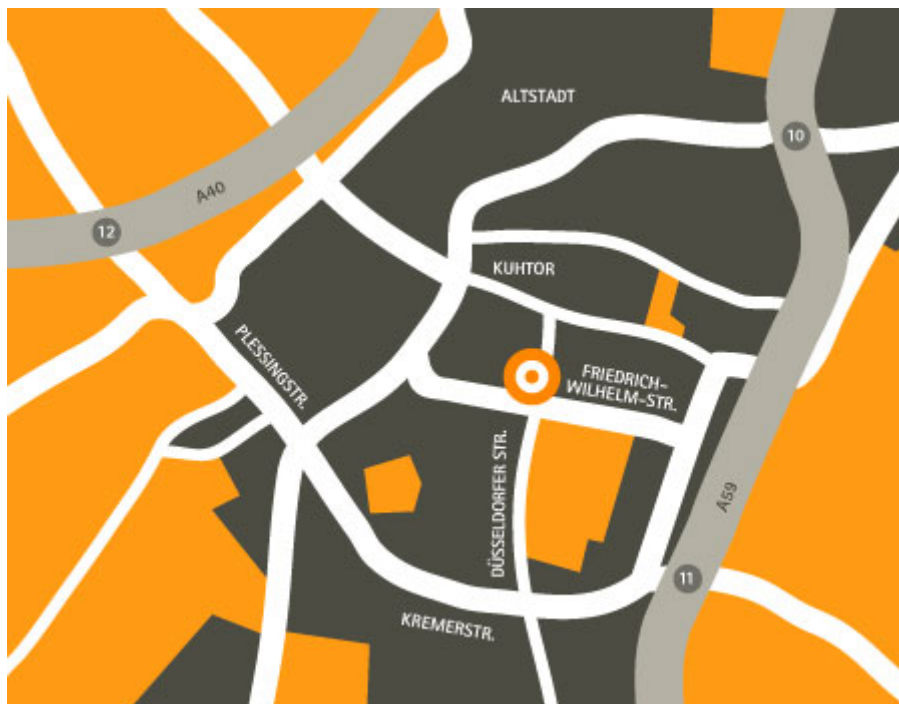 ALTSTADT
10
A40
12
KUHTOR
PLESSINGSTR.
FRIEDRICH-
WILHELM-STR.
DÜSSELDORFER STR.
A59
11
KREMERSTR.